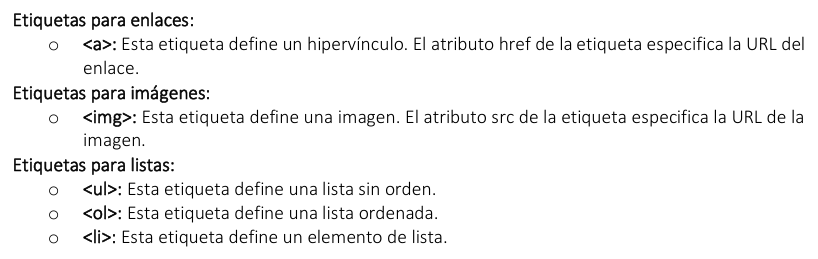 Etiquetas para enlaces:
o <a>: Esta etiqueta define un hipervínculo. El atributo href de la etiqueta especifica la URL del
enlace.
Etiquetas para imágenes:
o <img>: Esta etiqueta define una imagen. El atributo src de la etiqueta especifica la URL de la
imagen.
Etiquetas para listas:
o <ul>: Esta etiqueta define una lista sin orden.
o <ol>: Esta etiqueta define una lista ordenada.
o <li>: Esta etiqueta define un elemento de lista.